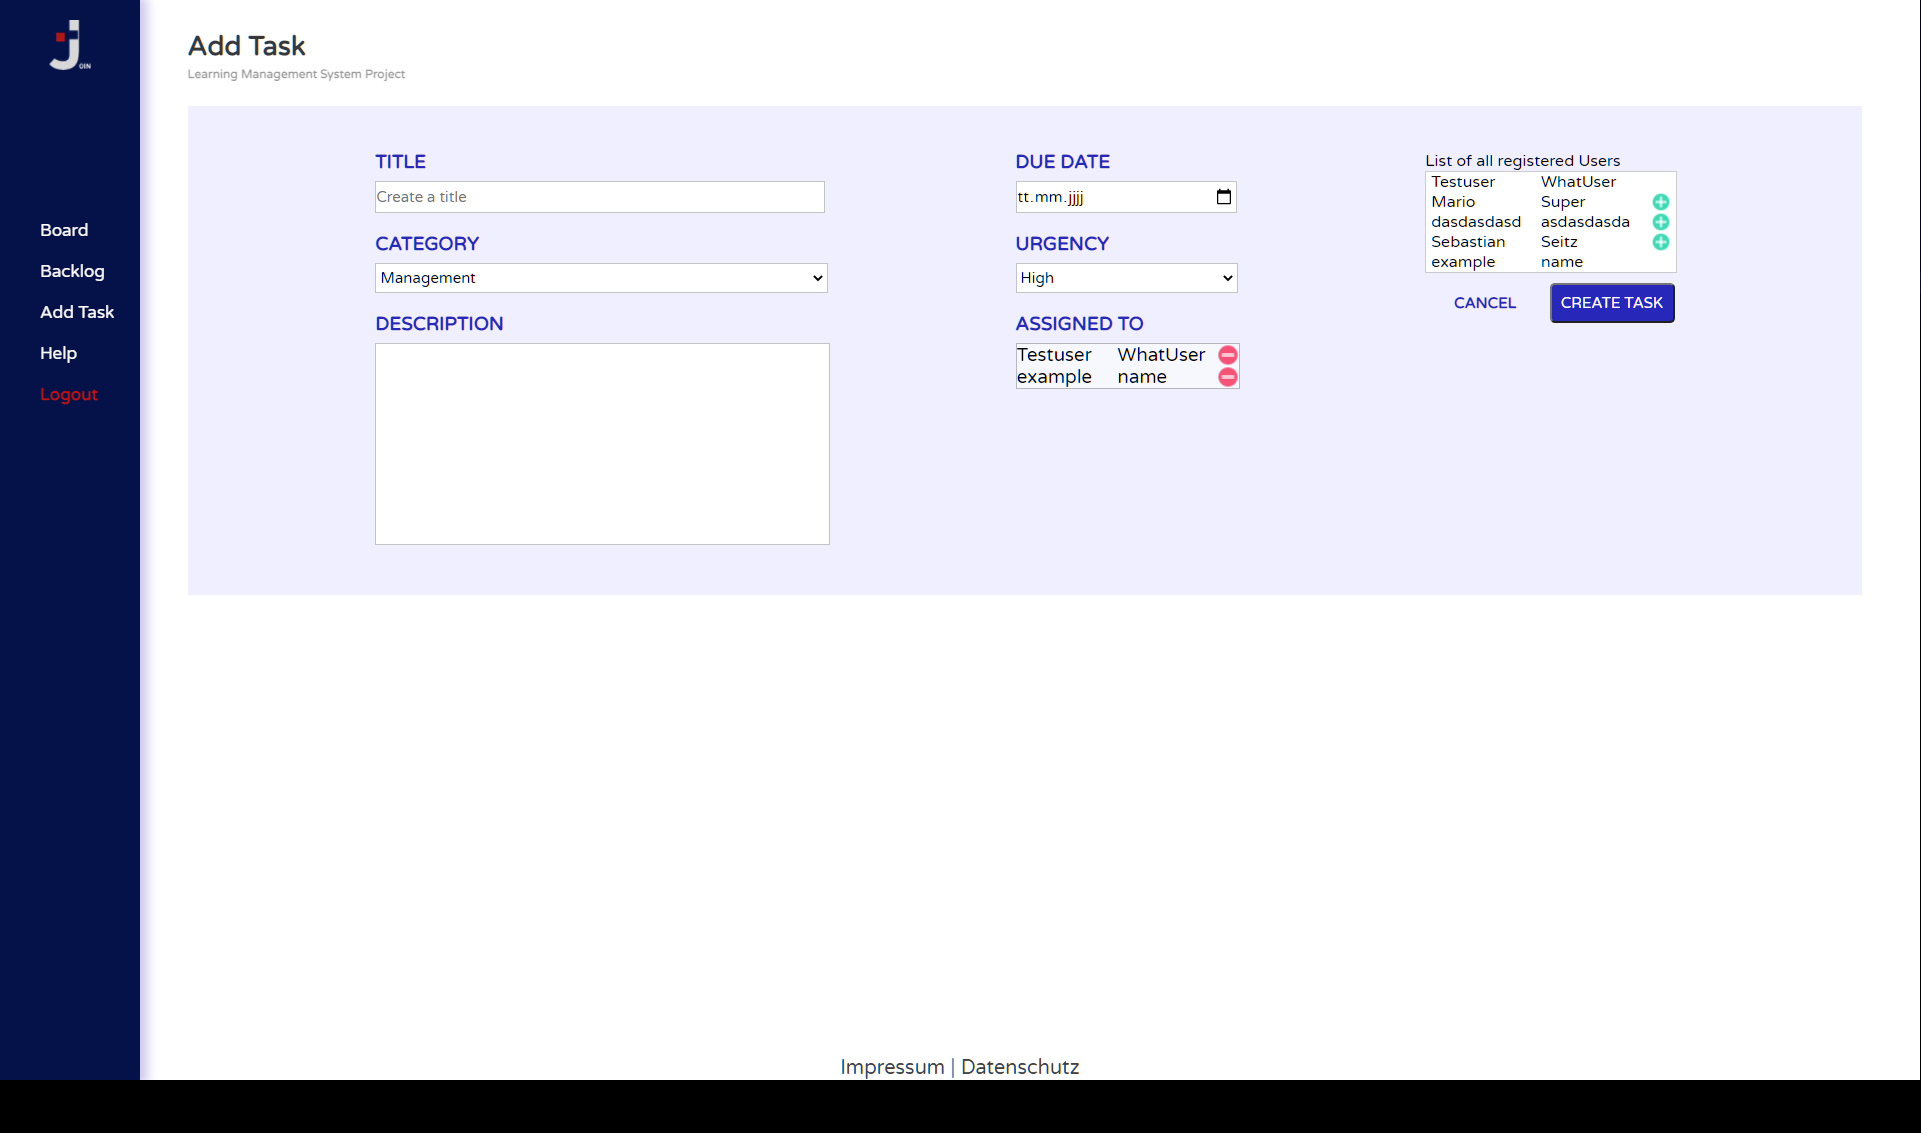 JOIN
Board
Backlog
Add Task
Help
Logout
Add Task
Learning Management System Project
TITLE
Create a title
CATEGORY
Management
DESCRIPTION
DUE DATE
tt.mm.jjjj
URGENCY
High
ASSIGNED TO
Testuser WhatUser
example name
List of all registered Users
Testuser WhatUser
Mario Super
dasdasdasd asdasdasda
Sebastian Seitz
example name
CANCEL CREATE TASK
Impressum | Datenschutz